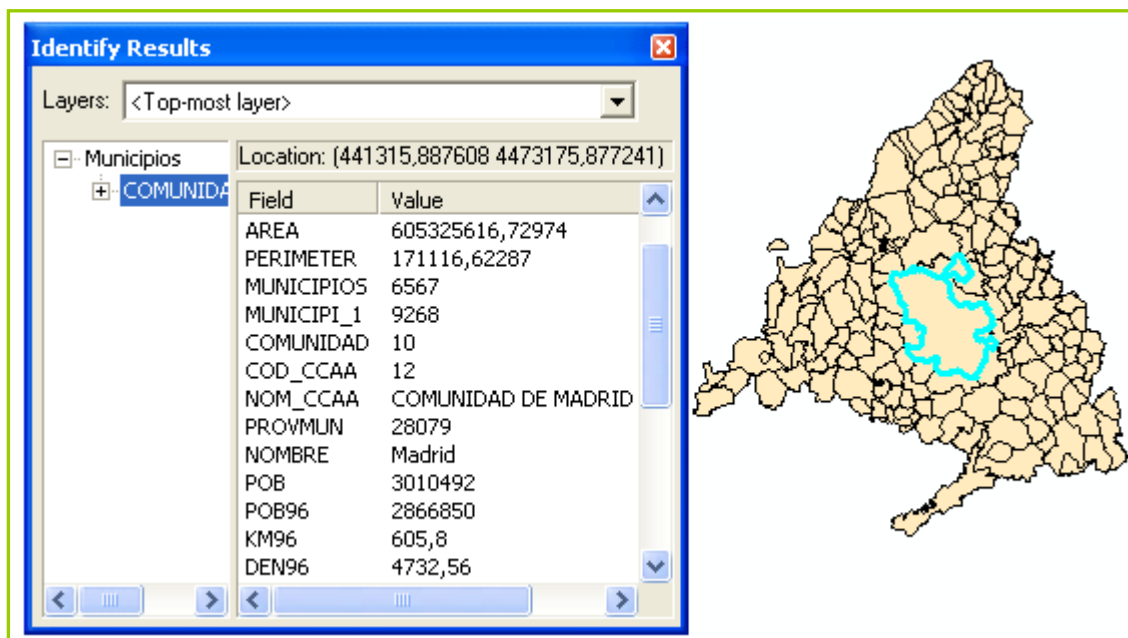 Identify Results
Layers: <Top-most layer>
Municipios
COMUNIDA
Location: (441315,887608 4473175,877241)
Field Value
AREA 605325616,72974
PERIMETER 171116,62287
MUNICIPIOS 6567
MUNICIPI_1 9268
COMUNIDAD 10
COD_CCAA 12
NOM_CCAA COMUNIDAD DE MADRID
PROVMUN 28079
NOMBRE Madrid
POB 3010492
POB96 2866850
KM96 605,8
DEN96 4732,56